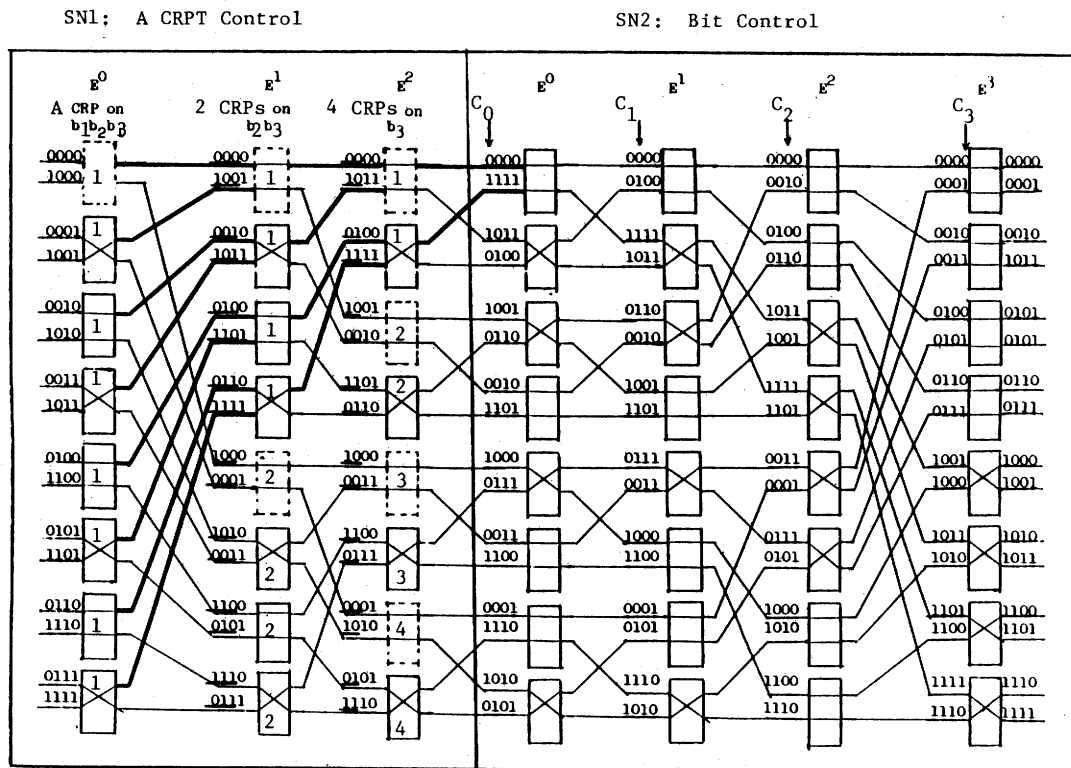 SN1: A CRPT Control SN2: Bit Control
E⁰ E¹ E² E⁰ E¹ E² E³
A CRP on 2 CRPs on 4 CRPs on C₀ C₁ C₂ C₃
b₁b₂b₃ b₂b₃ b₃
0000 0000 0000 0000 0000 0000 0000 0000
1000 1 1001 1 1011 1 1111 0100 0010 0001 0001
0001 1 0010 1 0100 1 1011 1111 0100 0010 0010
1001 1011 1111 0100 1011 0110 0011 1011
0010 1 0100 1 1001 2 1001 0110 1011 0100 0101
1010 1101 0010 0110 0010 1001 0101 0101
0011 1 0110 1 1101 2 0010 1001 1111 0110 0110
1011 1111 0110 1101 1101 1101 0111 0111
0100 1 1000 2 1000 3 1000 0111 0011 1001 1000
1100 0001 0011 0111 0011 0001 1000 1001
0101 1 1010 1100 0011 1000 0111 1011 1010
1101 0011 2 0111 3 1100 1100 0101 1010 1011
0110 1 1100 2 0001 4 0001 0001 1000 1101 1100
1110 0101 1010 1110 0101 1010 1100 1101
0111 1 1110 0101 1010 1110 1100 1111 1110
1111 0111 2 1110 4 0101 1010 1110 1110 1111